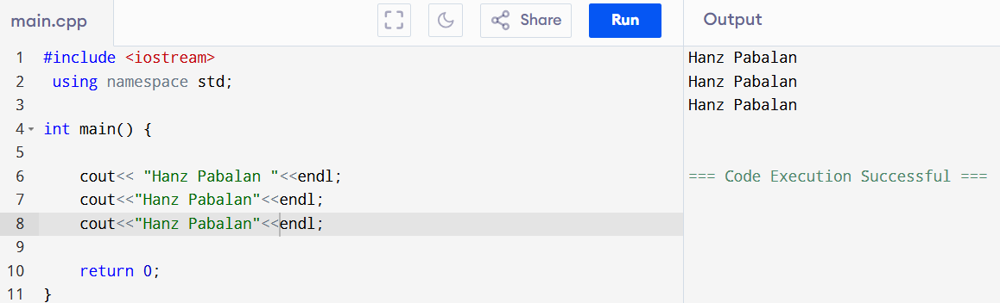 main.cpp
Share
Run
Output
1 #include <iostream>
2  using namespace std;
3
4 int main() {
5
6     cout<< "Hanz Pabalan "<<endl;
7     cout<<"Hanz Pabalan"<<endl;
8     cout<<"Hanz Pabalan"<<endl;
9
10     return 0;
11 }
Hanz Pabalan
Hanz Pabalan
Hanz Pabalan
=== Code Execution Successful ===